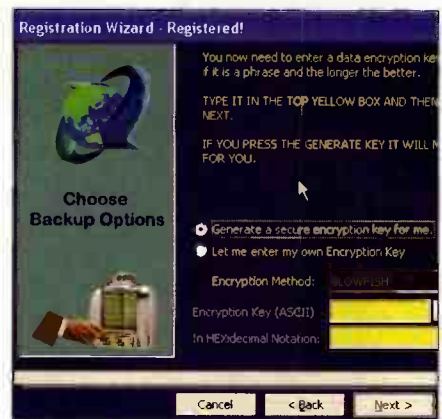 Registration Wizard - Registered!
You now need to enter a data encryption ke
if it is a phrase and the longer the better.
TYPE IT IN THE TOP YELLOW BOX AND THEN
NEXT.
IF YOU PRESS THE GENERATE KEY IT WILL
FOR YOU.
Choose
Backup Options
Generate a secure encryption key for me.
Let me enter my own Encryption Key
Encryption Method: BLOWFISH
Encryption Key (ASCII)
In HEXidecimal Notation:
Cancel < Back Next >